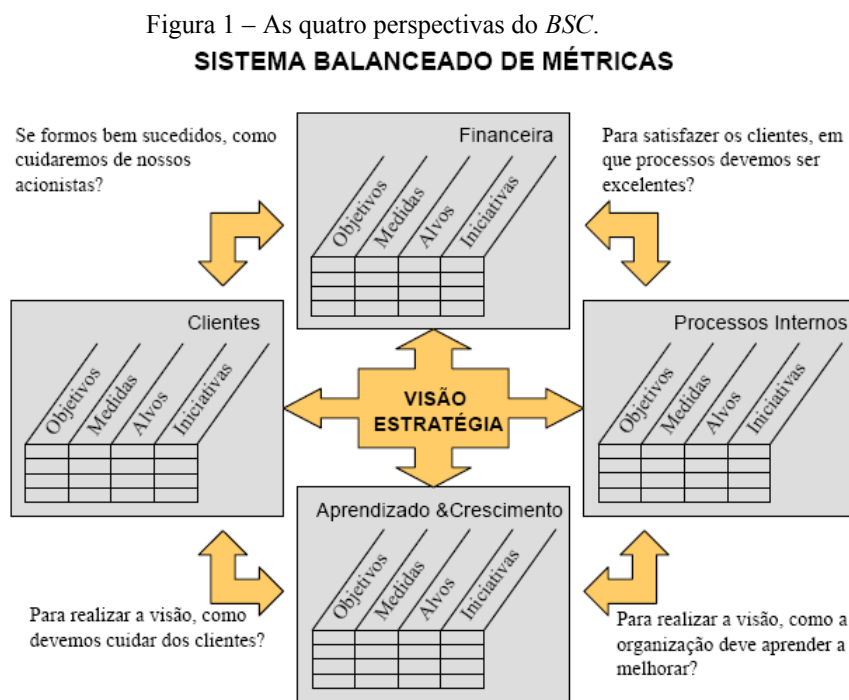 Figura 1 – As quatro perspectivas do BSC.
SISTEMA BALANCEADO DE MÉTRICAS
Se formos bem sucedidos, como
cuidaremos de nossos
acionistas?
Financeira
Objetivos
Medidas
Alvos
Iniciativas
Para satisfazer os clientes, em
que processos devemos ser
excelentes?
Clientes
Objetivos
Medidas
Alvos
Iniciativas
VISÃO
ESTRATÉGIA
Processos Internos
Objetivos
Medidas
Alvos
Iniciativas
Aprendizado &Crescimento
Objetivos
Medidas
Alvos
Iniciativas
Para realizar a visão, como
devemos cuidar dos clientes?
Para realizar a visão, como a
organização deve aprender a
melhorar?